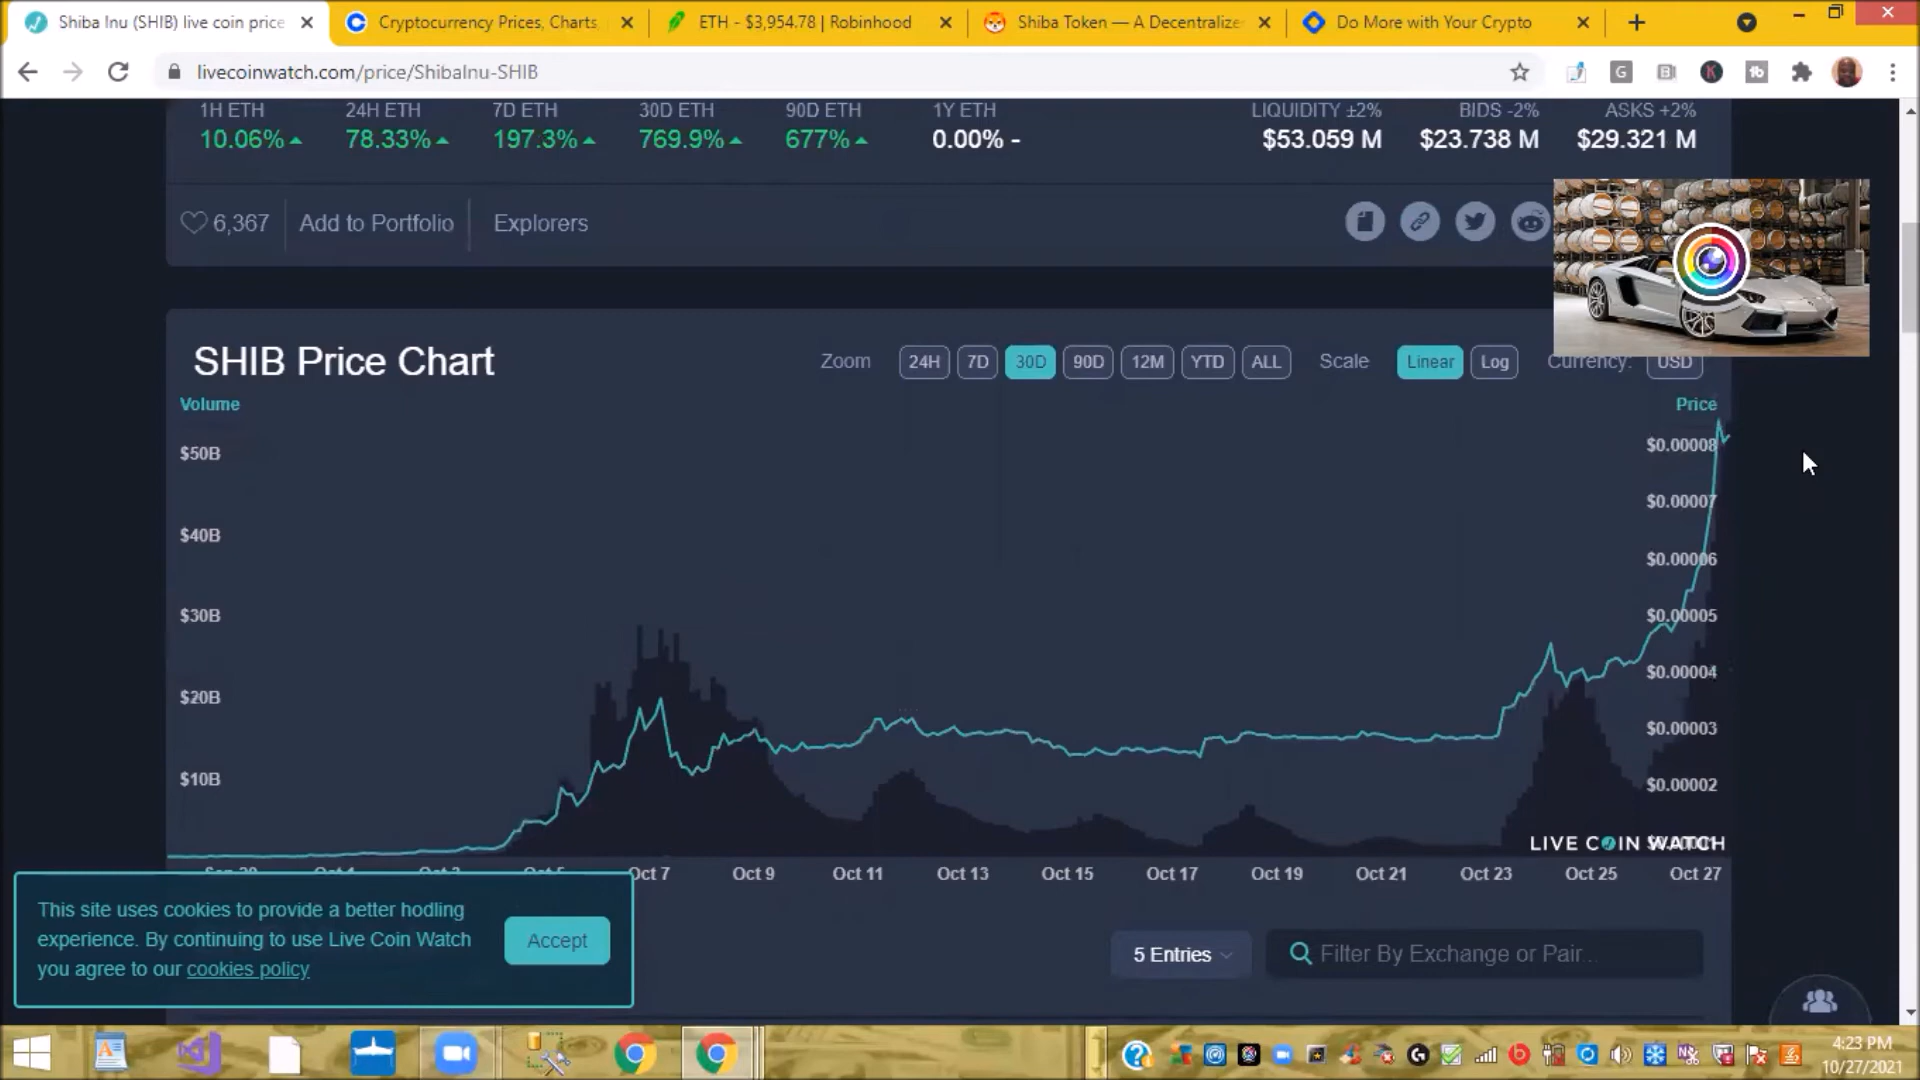 Shiba Inu (SHIB) live coin price
Cryptocurrency Prices, Charts,
ETH - $3,954.78 | Robinhood
Shiba Token — A Decentralize
Do More with Your Crypto
livecoinwatch.com/price/ShibaInu-SHIB
1H ETH 24H ETH 7D ETH 30D ETH 90D ETH 1Y ETH LIQUIDITY ±2% BIDS -2% ASKS +2%
10.06% 78.33% 197.3% 769.9% 677% 0.00% - $53.059 M $23.738 M $29.321 M
6,367 Add to Portfolio Explorers
SHIB Price Chart
Zoom 24H 7D 30D 90D 12M YTD ALL Scale Linear Log Currency: USD
Volume Price
$50B $0.00008
$0.00007
$40B
$0.00006
$30B $0.00005
$0.00004
$20B
$0.00003
$10B $0.00002
LIVE COIN WATCH
Oct 7 Oct 9 Oct 11 Oct 13 Oct 15 Oct 17 Oct 19 Oct 21 Oct 23 Oct 25 Oct 27
This site uses cookies to provide a better hodling
experience. By continuing to use Live Coin Watch
you agree to our cookies policy
Accept
5 Entries
Filter By Exchange or Pair...
4:23 PM
10/27/2021